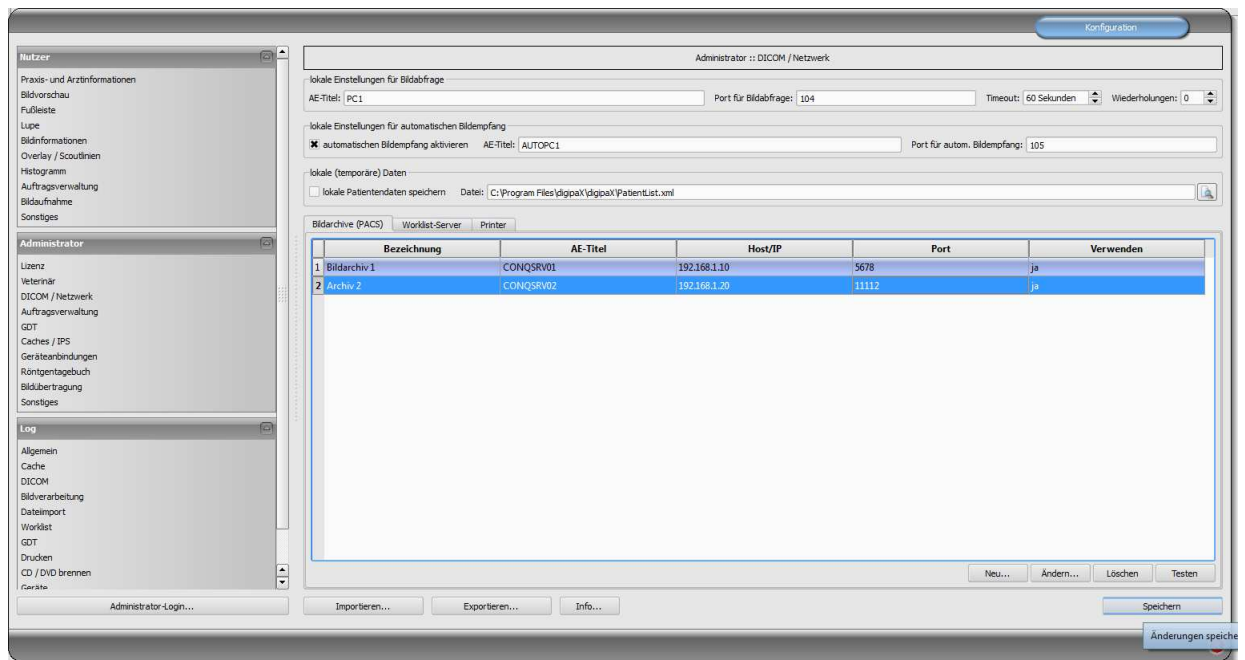 Konfiguration
Nutzer
Praxis- und Arztinformationen
Bildvorschau
Fußleiste
Lupe
Bildinformationen
Overlay / Scoutlinien
Histogramm
Auftragsverwaltung
Bildaufnahme
Sonstiges
Administrator
Lizenz
Veterinär
DICOM / Netzwerk
Auftragsverwaltung
GDT
Caches / IPS
Geräteanbindungen
Röntgentagebuch
Bildübertragung
Sonstiges
Log
Allgemein
Cache
DICOM
Bildverarbeitung
Dateiimport
Worklist
GDT
Drucken
CD / DVD brennen
Geräte
Administrator-Login...
Administrator :: DICOM / Netzwerk
lokale Einstellungen für Bildabfrage
AE-Titel: PC1 Port für Bildabfrage: 104 Timeout: 60 Sekunden Wiederholungen: 0
lokale Einstellungen für automatischen Bildempfang
automatischen Bildempfang aktivieren AE-Titel: AUTOPC1 Port für autom. Bildempfang: 105
lokale (temporäre) Daten
lokale Patientendaten speichern Datei: C:\Program Files\digipaX\digipaX\PatientList.xml
Bildarchive (PACS) Worklist-Server Printer
Bezeichnung AE-Titel Host/IP Port Verwenden
1 Bildarchiv 1 CONQSRV01 192.168.1.10 5678 ja
2 Archiv 2 CONQSRV02 192.168.1.20 11112 ja
Neu... Ändern... Löschen Testen
Importieren... Exportieren... Info... Speichern
Änderungen speiche